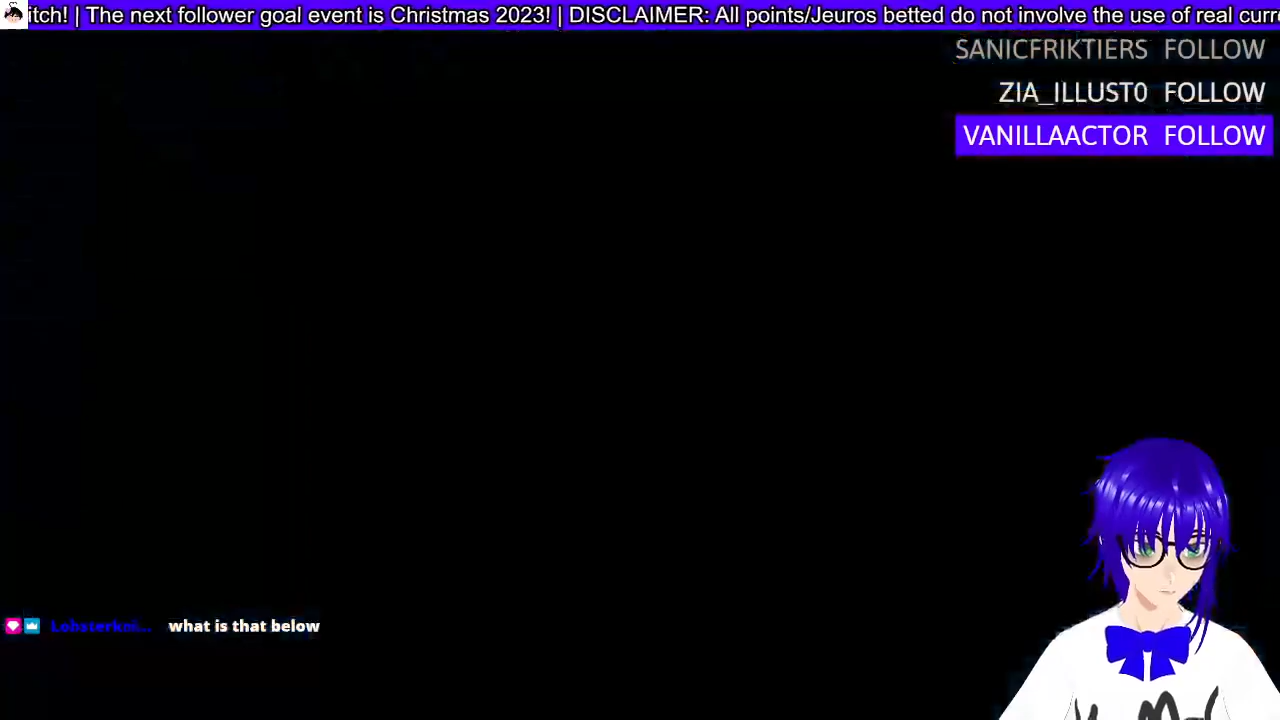 itch! | The next follower goal event is Christmas 2023! | DISCLAIMER: All points/Jeuros betted do not involve the use of real curr
SANICFRIKTIERS FOLLOW
ZIA_ILLUST0 FOLLOW
VANILLAACTOR FOLLOW
Lobsterkni... what is that below